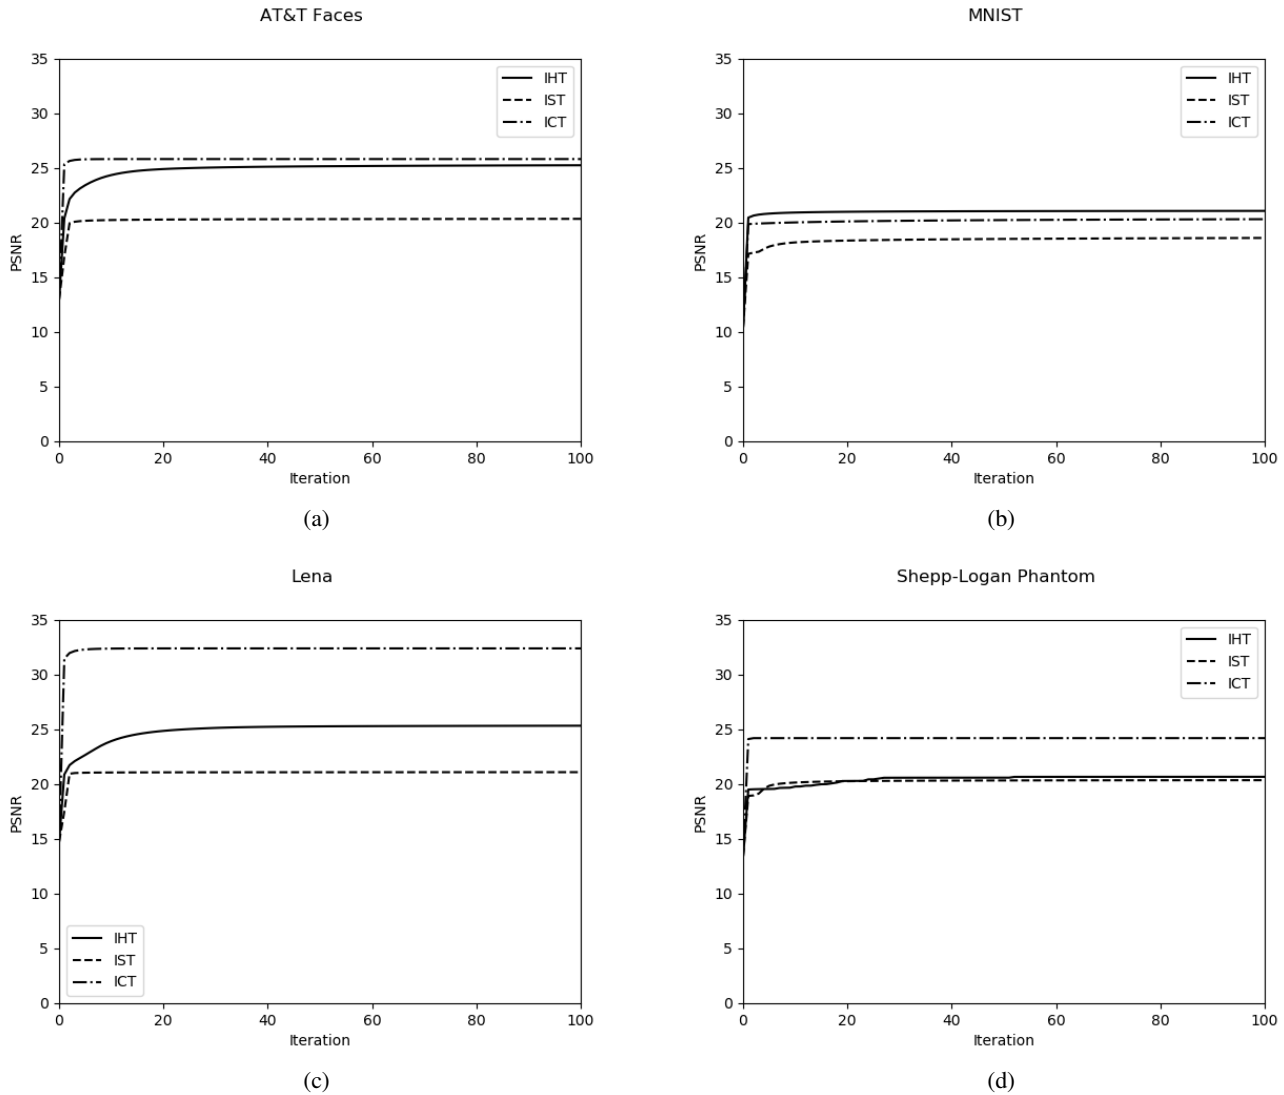 AT&T Faces
35
30
25
20
15
10
5
0
PSNR
IHT
IST
ICT
0 20 40 60 80 100
Iteration
(a)
MNIST
35
30
25
20
15
10
5
0
PSNR
IHT
IST
ICT
0 20 40 60 80 100
Iteration
(b)
Lena
35
30
25
20
15
10
5
0
PSNR
IHT
IST
ICT
0 20 40 60 80 100
Iteration
(c)
Shepp-Logan Phantom
35
30
25
20
15
10
5
0
PSNR
IHT
IST
ICT
0 20 40 60 80 100
Iteration
(d)